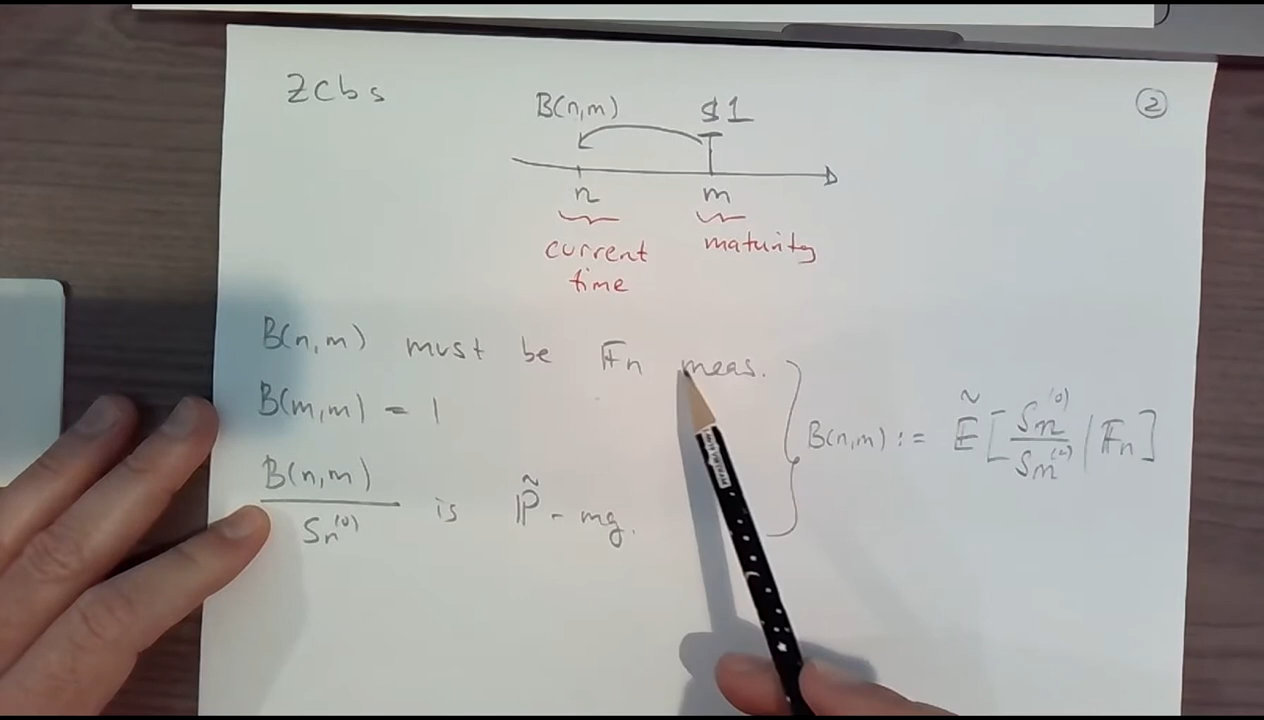 Zcbs
②
B(n,m) $1
n m
current time
maturity
B(n,m) must be 𝔽n meas.
B(m,m) = 1
B(n,m) / Sn^(0) is P̃ - mg.
B(n,m) := Ẽ [ Sn^(0) / Sm^(0) | 𝔽n ]